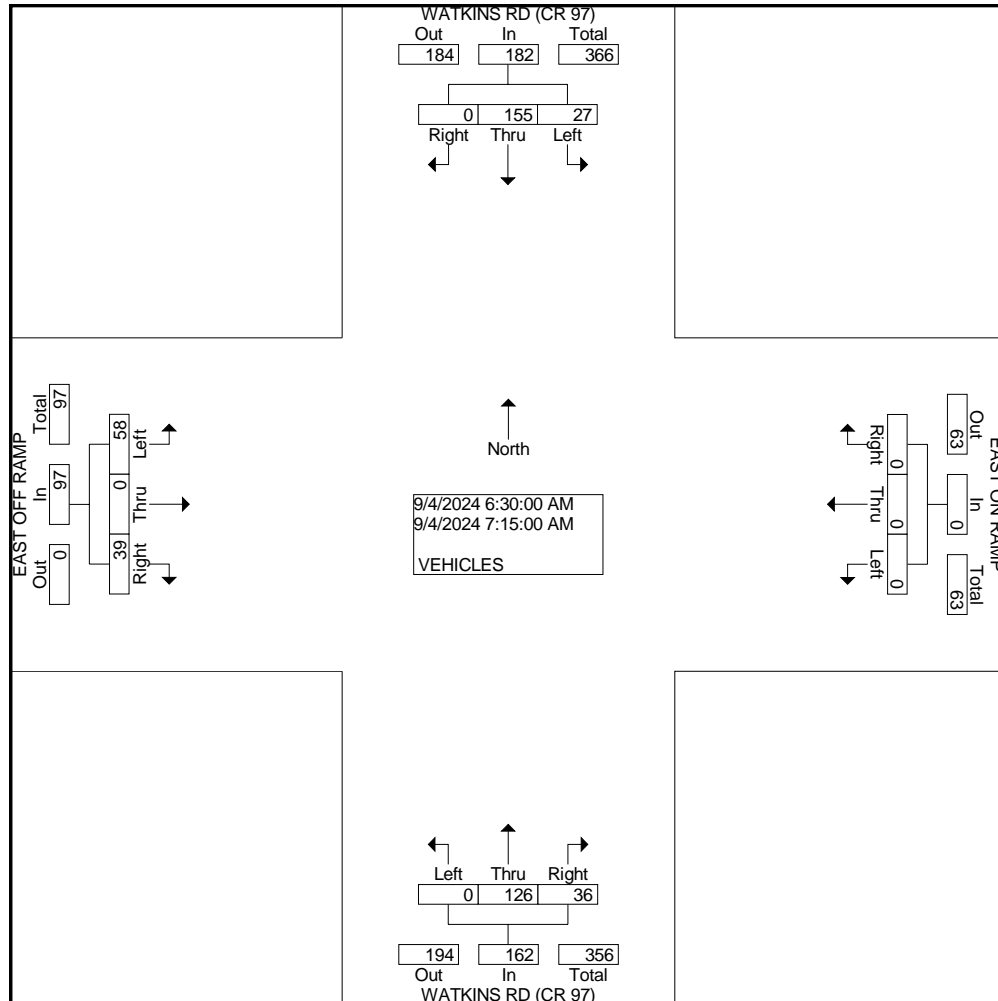 WATKINS RD (CR 97)
Out In Total
184 182 366
0 155 27
Right Thru Left
EAST OFF RAMP
Total In Out
97 97 0
58 0 39
Left Thru Right
North
9/4/2024 6:30:00 AM
9/4/2024 7:15:00 AM
VEHICLES
Right Thru Left
0 0 0
63 0 63
Out In Total
EAST ON RAMP
Left Thru Right
0 126 36
194 162 356
Out In Total
WATKINS RD (CR 97)